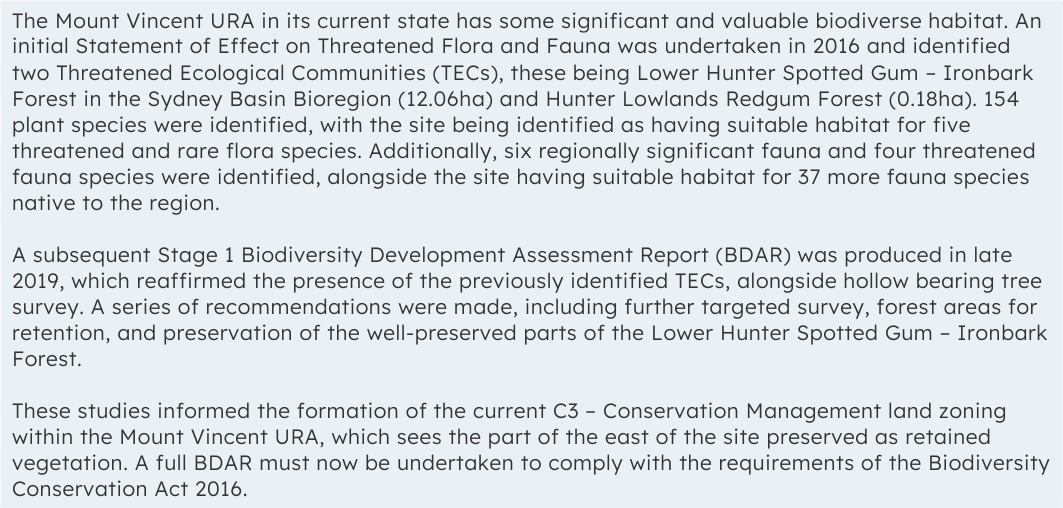 The Mount Vincent URA in its current state has some significant and valuable biodiverse habitat. An
initial Statement of Effect on Threatened Flora and Fauna was undertaken in 2016 and identified
two Threatened Ecological Communities (TECs), these being Lower Hunter Spotted Gum – Ironbark
Forest in the Sydney Basin Bioregion (12.06ha) and Hunter Lowlands Redgum Forest (0.18ha). 154
plant species were identified, with the site being identified as having suitable habitat for five
threatened and rare flora species. Additionally, six regionally significant fauna and four threatened
fauna species were identified, alongside the site having suitable habitat for 37 more fauna species
native to the region.
A subsequent Stage 1 Biodiversity Development Assessment Report (BDAR) was produced in late
2019, which reaffirmed the presence of the previously identified TECs, alongside hollow bearing tree
survey. A series of recommendations were made, including further targeted survey, forest areas for
retention, and preservation of the well-preserved parts of the Lower Hunter Spotted Gum – Ironbark
Forest.
These studies informed the formation of the current C3 – Conservation Management land zoning
within the Mount Vincent URA, which sees the part of the east of the site preserved as retained
vegetation. A full BDAR must now be undertaken to comply with the requirements of the Biodiversity
Conservation Act 2016.